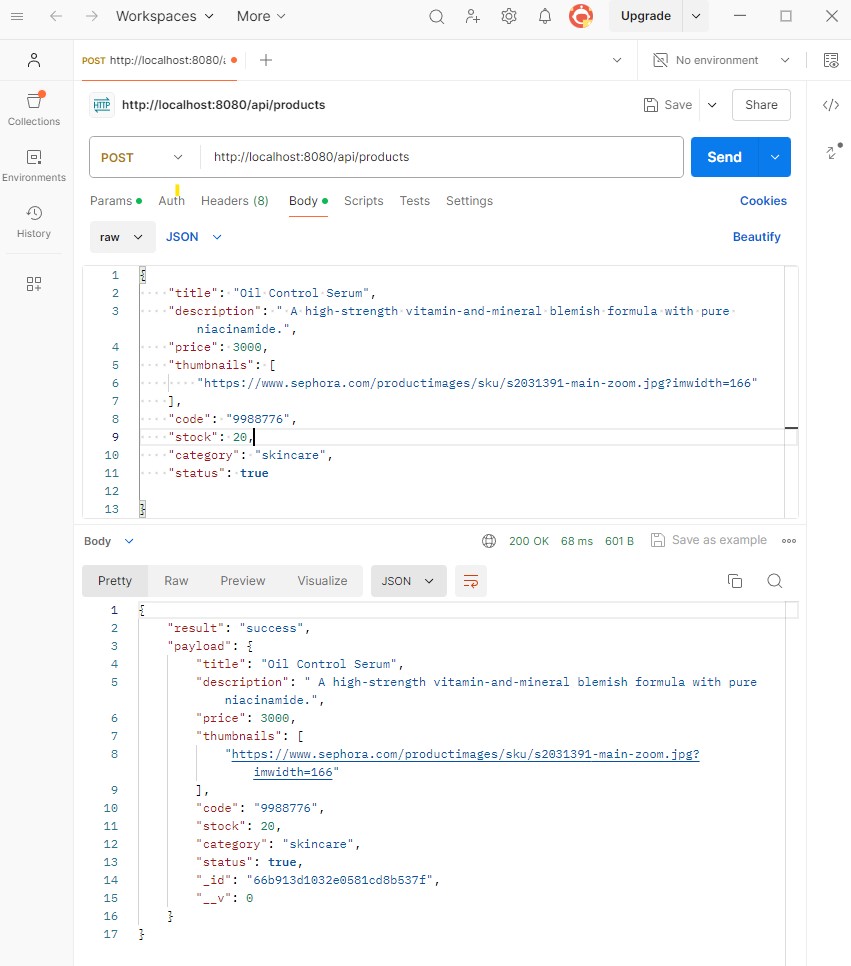 Workspaces More Upgrade
POST http://localhost:8080/a No environment
HTTP http://localhost:8080/api/products Save Share
Collections
Environments
History
POST http://localhost:8080/api/products Send
Params Auth Headers (8) Body Scripts Tests Settings Cookies
raw JSON Beautify
1 {
2 "title": "Oil Control Serum",
3 "description": " A high-strength vitamin-and-mineral blemish formula with pure
niacinamide.",
4 "price": 3000,
5 "thumbnails": [
6 "https://www.sephora.com/productimages/sku/s2031391-main-zoom.jpg?imwidth=166"
7 ],
8 "code": "9988776",
9 "stock": 20,
10 "category": "skincare",
11 "status": true
12
13 }
Body 200 OK 68 ms 601 B Save as example
Pretty Raw Preview Visualize JSON
1 {
2 "result": "success",
3 "payload": {
4 "title": "Oil Control Serum",
5 "description": " A high-strength vitamin-and-mineral blemish formula with pure
niacinamide.",
6 "price": 3000,
7 "thumbnails": [
8 "https://www.sephora.com/productimages/sku/s2031391-main-zoom.jpg?
imwidth=166"
9 ],
10 "code": "9988776",
11 "stock": 20,
12 "category": "skincare",
13 "status": true,
14 "_id": "66b913d1032e0581cd8b537f",
15 "__v": 0
16 }
17 }